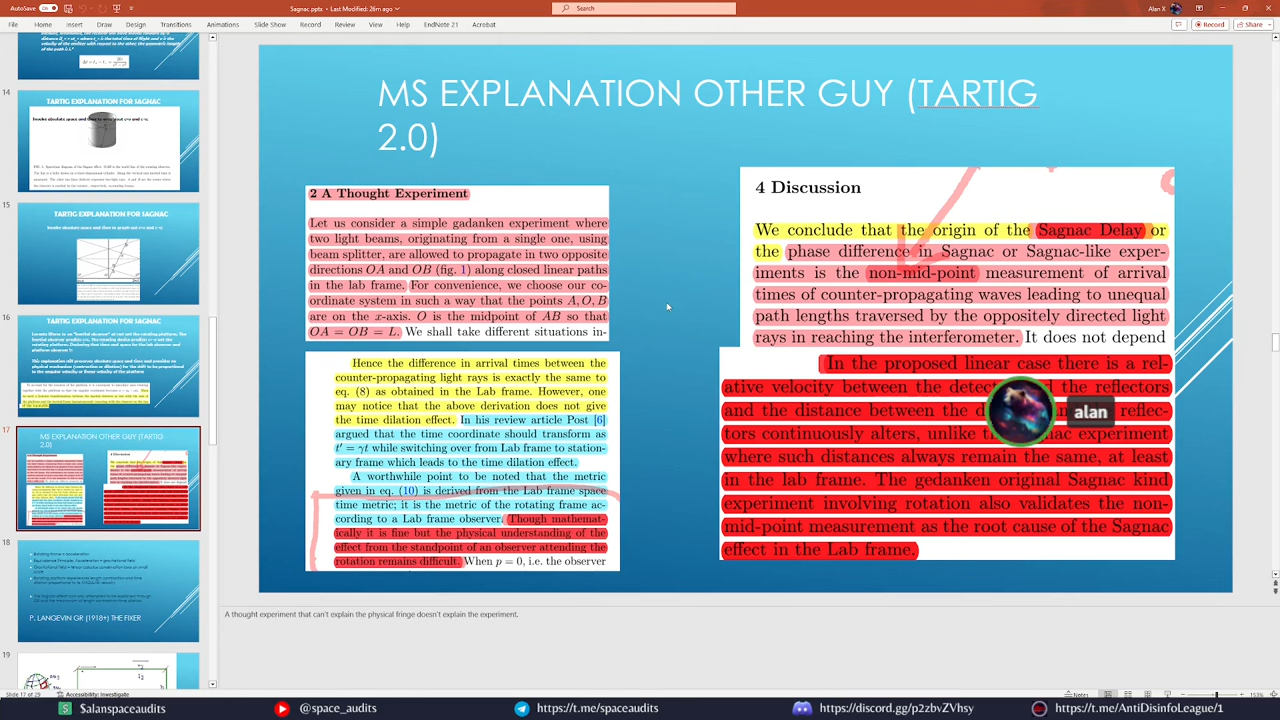 AutoSave
On
Sagnac.pptx • Last Modified: 26m ago
Search
Alan X
File
Home
Insert
Draw
Design
Transitions
Animations
Slide Show
Record
Review
View
Help
EndNote 21
Acrobat
Record
Share
14
TARTIG EXPLANATION FOR SAGNAC
15
TARTIG EXPLANATION FOR SAGNAC
16
TARTIG EXPLANATION FOR SAGNAC
17
MS EXPLANATION OTHER GUY (TARTIG
2.0)
18
P. LANGEVIN GR (1918+) THE FIXER
19
MS EXPLANATION OTHER GUY (TARTIG
2.0)
2 A Thought Experiment
Let us consider a simple gadanken experiment where
two light beams, originating from a single one, using
beam splitter, are allowed to propagate in two opposite
directions OA and OB (fig. 1) along closed linear paths
in the lab frame. For convenience, we choose our co-
ordinate system in such a way that the points A, O, B
are on the x-axis. O is the midpoint of AB so that
OA = OB = L. We shall take different situations in-
Hence the difference in arrival times between the
counter-propagating light rays is exactly the same to
eq. (8) as obtained in the Lab frame. However, one
may notice that the above derivation does not give
the time dilation effect. In his review article Post [6]
argued that the time coordinate should transform as
t′ = γt while switching over from Lab frame to station-
ary frame which leads to the time dilation effect.
A worthwhile point to be noted that the metric
given in eq. (10) is derived from the Lab frame space
time metric; it is the metric of the rotating frame ac-
cording to a Lab frame observer. Though mathemat-
ically it is fine but the physical understanding of the
effect from the standpoint of an observer attending the
rotation remains difficult. When p = 0, i.e. the observer
4 Discussion
We conclude that the origin of the Sagnac Delay or
the phase difference in Sagnac or Sagnac-like exper-
iments is the non-mid-point measurement of arrival
times of counter-propagating waves leading to unequal
path lengths traversed by the oppositely directed light
rays in reaching the interferometer. It does not depend
In the proposed linear case there is a rel-
ative velocity between the the reflectors
and the distance between the reflec-
tors continuously alters, unlike experiment
where such distances always remain the same, at least
in the lab frame. The gedanken original Sagnac kind
experiment involving rotation also validates the non-
mid-point measurement as the root cause of the Sagnac
effect in the Lab frame.
alan
A thought experiment that can't explain the physical fringe doesn't explain the experiment.
Slide 17 of 29
Accessibility: Investigate
Notes
153%
$alanspaceaudits
@space_audits
https://t.me/spaceaudits
https://discord.gg/p2zbvZVhsy
https://t.me/AntiDisinfoLeague/1